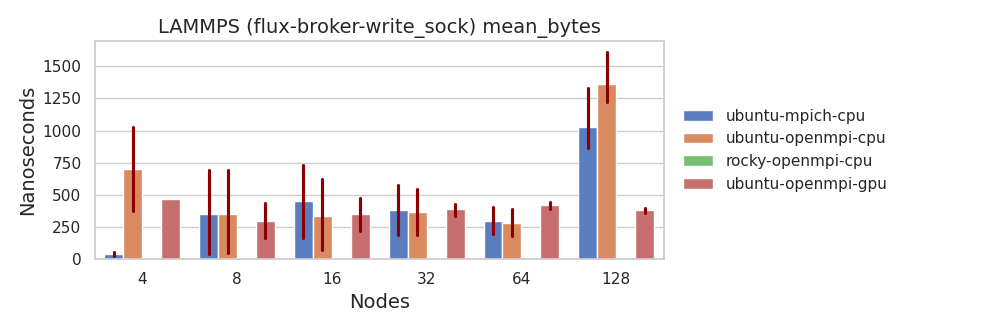 LAMMPS (flux-broker-write_sock) mean_bytes
Nanoseconds
1500
1250
1000
750
500
250
0
4 8 16 32 64 128
Nodes
ubuntu-mpich-cpu
ubuntu-openmpi-cpu
rocky-openmpi-cpu
ubuntu-openmpi-gpu